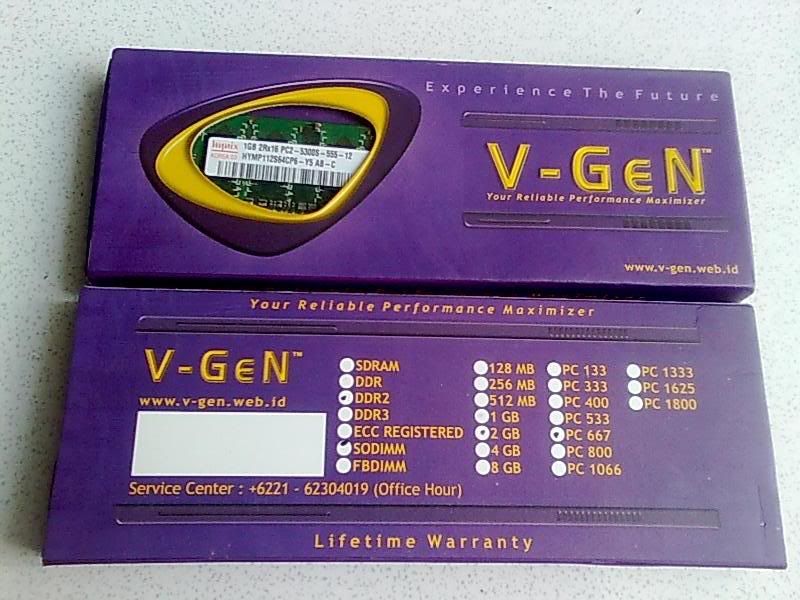 Experience The Future
hynix
1GB 2Rx16 PC2-5300S-555-12
KOREA 03
HYMP112S64CP6-Y5 AB-C
V-GeN™
Your Reliable Performance Maximizer
www.v-gen.web.id
Your Reliable Performance Maximizer
V-GeN™
www.v-gen.web.id
SDRAM
DDR
DDR2
DDR3
ECC REGISTERED
SODIMM
FBDIMM
128 MB
256 MB
512 MB
1 GB
2 GB
4 GB
8 GB
PC 133
PC 333
PC 400
PC 533
PC 667
PC 800
PC 1066
PC 1333
PC 1625
PC 1800
Service Center : +6221 - 62304019 (Office Hour)
Lifetime Warranty